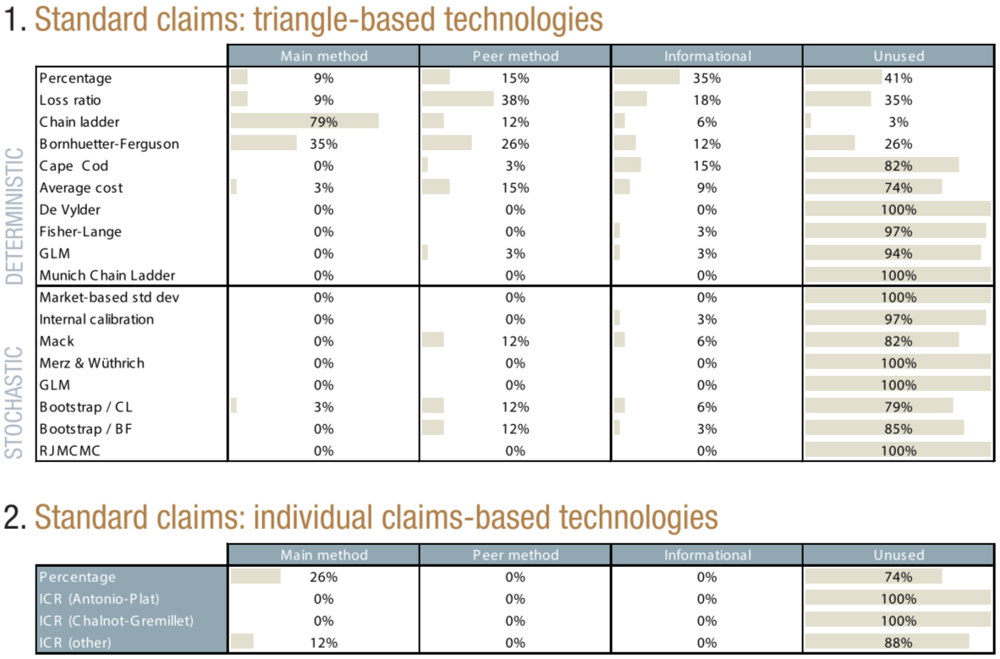 1. Standard claims: triangle-based technologies
Main method Peer method Informational Unused
DETERMINISTIC
Percentage 9% 15% 35% 41%
Loss ratio 9% 38% 18% 35%
Chain ladder 79% 12% 6% 3%
Bornhuetter-Ferguson 35% 26% 12% 26%
Cape Cod 0% 3% 15% 82%
Average cost 3% 15% 9% 74%
De Vylder 0% 0% 0% 100%
Fisher-Lange 0% 0% 3% 97%
GLM 0% 3% 3% 94%
Munich Chain Ladder 0% 0% 0% 100%
STOCHASTIC
Market-based std dev 0% 0% 0% 100%
Internal calibration 0% 0% 3% 97%
Mack 0% 12% 6% 82%
Merz & Wüthrich 0% 0% 0% 100%
GLM 0% 0% 0% 100%
Bootstrap / CL 3% 12% 6% 79%
Bootstrap / BF 0% 12% 3% 85%
RJMCMC 0% 0% 0% 100%
2. Standard claims: individual claims-based technologies
Main method Peer method Informational Unused
Percentage 26% 0% 0% 74%
ICR (Antonio-Plat) 0% 0% 0% 100%
ICR (Chalnot-Gremillet) 0% 0% 0% 100%
ICR (other) 12% 0% 0% 88%